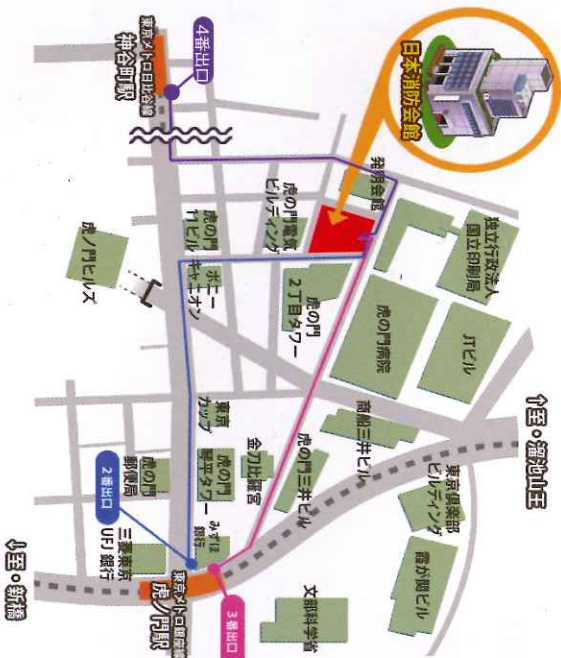 日本消防会館
4番出口
東京メトロ日比谷線
神谷町駅
発明会館
虎の門電気
ビルディング
虎の門
11ビル
ポニー
キャニオン
虎ノ門ヒルズ
独立行政法人
国立印刷局
JTビル
虎の門病院
虎の門
2丁目タワー
商船三井ビル
虎の門三井ビル
金刀比羅宮
東京
カップ
虎の門
琴平タワー
虎の門
郵便局
みずほ
銀行
2番出口
三菱東京
UFJ銀行
東京メトロ銀座線
虎ノ門駅
3番出口
東京倶楽部
ビルディング
霞が関ビル
文部科学省
↑至・溜池山王
↓至・新橋